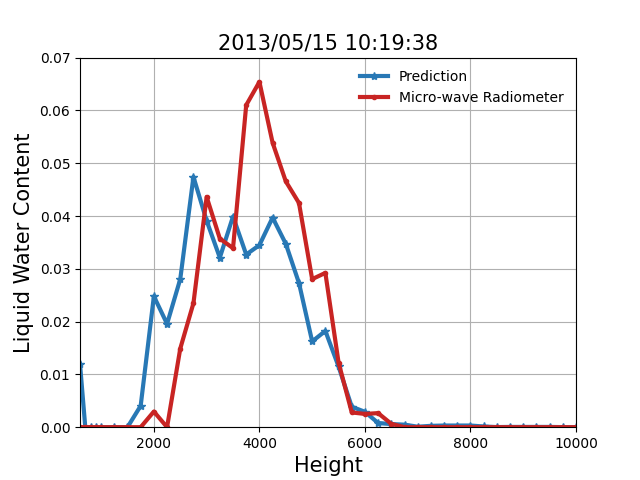 2013/05/15 10:19:38
Prediction
Micro-wave Radiometer
Liquid Water Content
0.07
0.06
0.05
0.04
0.03
0.02
0.01
0.00
2000 4000 6000 8000 10000
Height